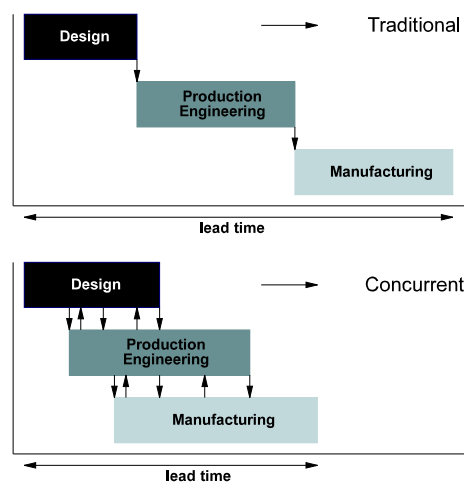 Design
Traditional
Production
Engineering
Manufacturing
lead time
Design
Concurrent
Production
Engineering
Manufacturing
lead time